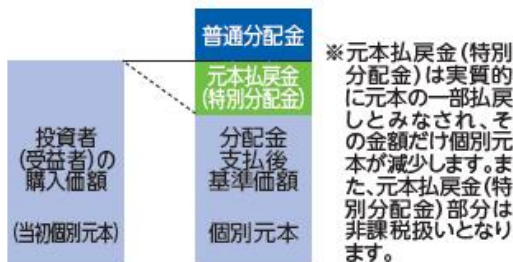 普通分配金
元本払戻金
(特別分配金)
投資者
(受益者)の
購入価額
(当初個別元本)
分配金
支払後
基準価額
個別元本
※元本払戻金(特別
分配金)は実質的
に元本の一部払戻
しとみなされ、そ
の金額だけ個別元
本が減少します。ま
た、元本払戻金(特
別分配金)部分は
非課税扱いとなり
ます。